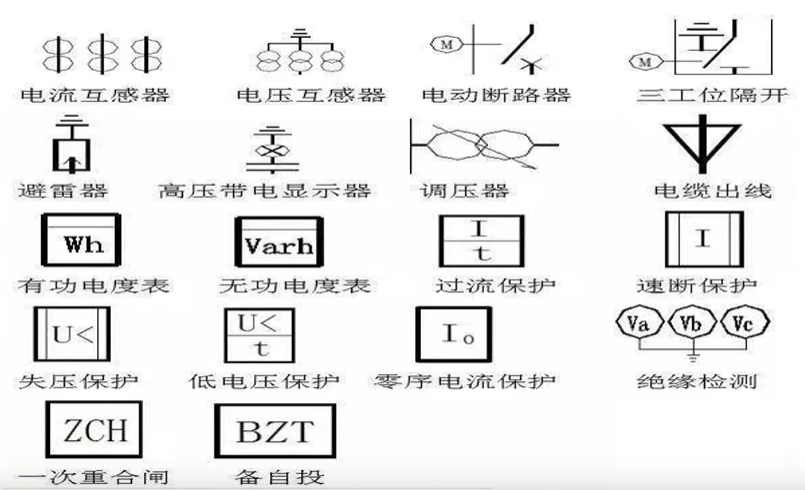 M
M
电流互感器 电压互感器 电动断路器 三工位隔开
避雷器 高压带电显示器 调压器 电缆出线
Wh Varh I t I
有功电度表 无功电度表 过流保护 速断保护
U< U< t I₀ Va Vb Vc
失压保护 低电压保护 零序电流保护 绝缘检测
ZCH BZT
一次重合闸 备自投